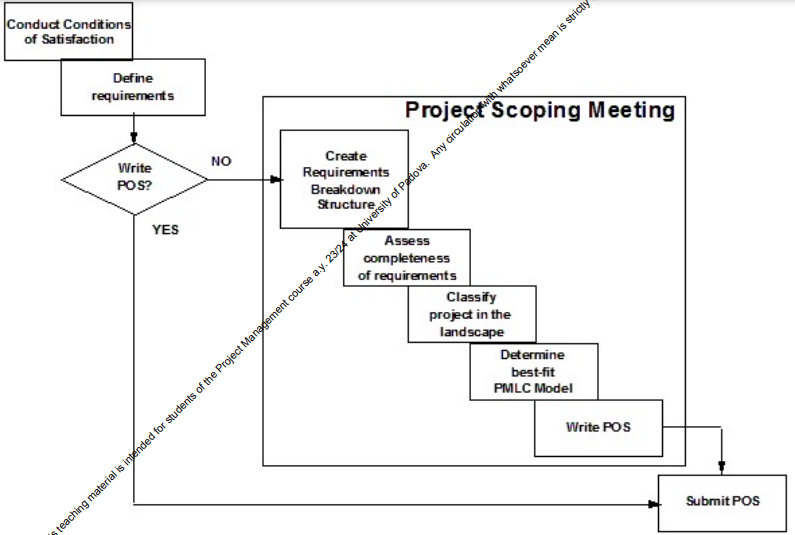 Conduct Conditions
of Satisfaction
Define
requirements
Write
POS?
NO
YES
Project Scoping Meeting
Create
Requirements
Breakdown
Structure
Assess
completeness
of requirements
Classify
project in the
landscape
Determine
best-fit
PMLC Model
Write POS
Submit POS
teaching material is intended for students of the Project Management course a.y. 23/24 at University of Padova. Any circulation with whatsoever mean is strictly